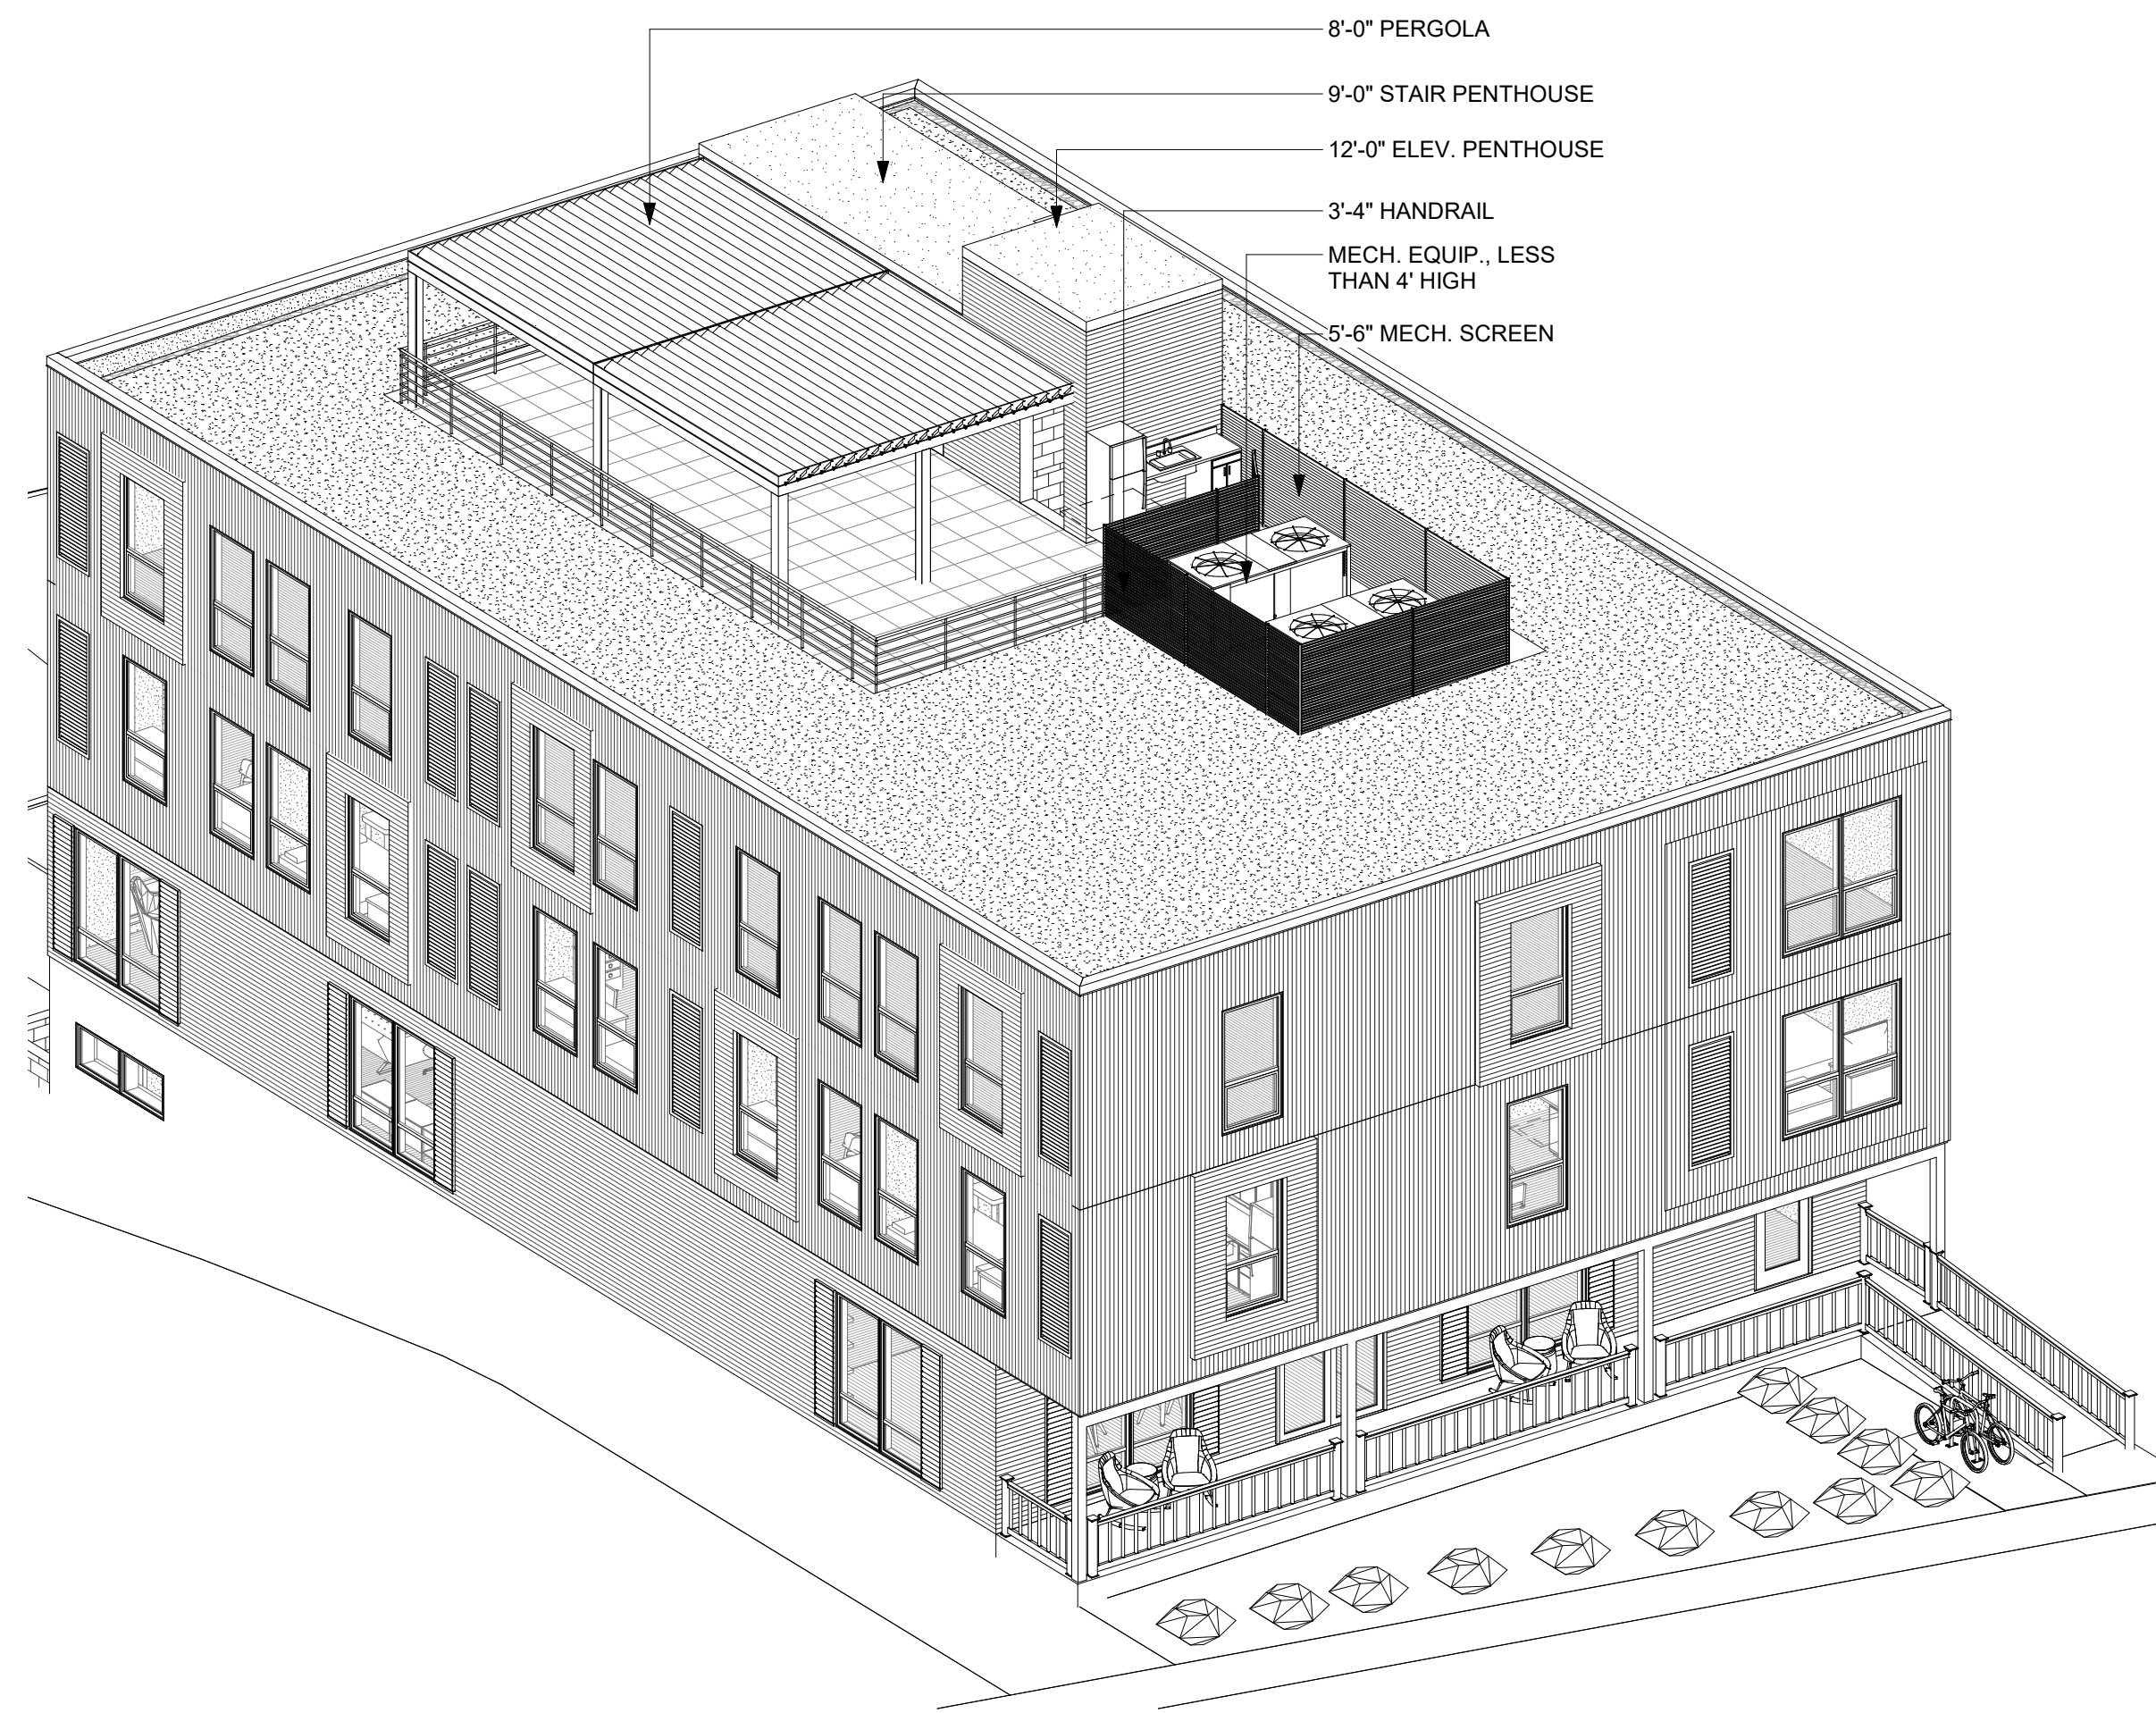 8'-0" PERGOLA
9'-0" STAIR PENTHOUSE
12'-0" ELEV. PENTHOUSE
3'-4" HANDRAIL
MECH. EQUIP., LESS
THAN 4' HIGH
5'-6" MECH. SCREEN